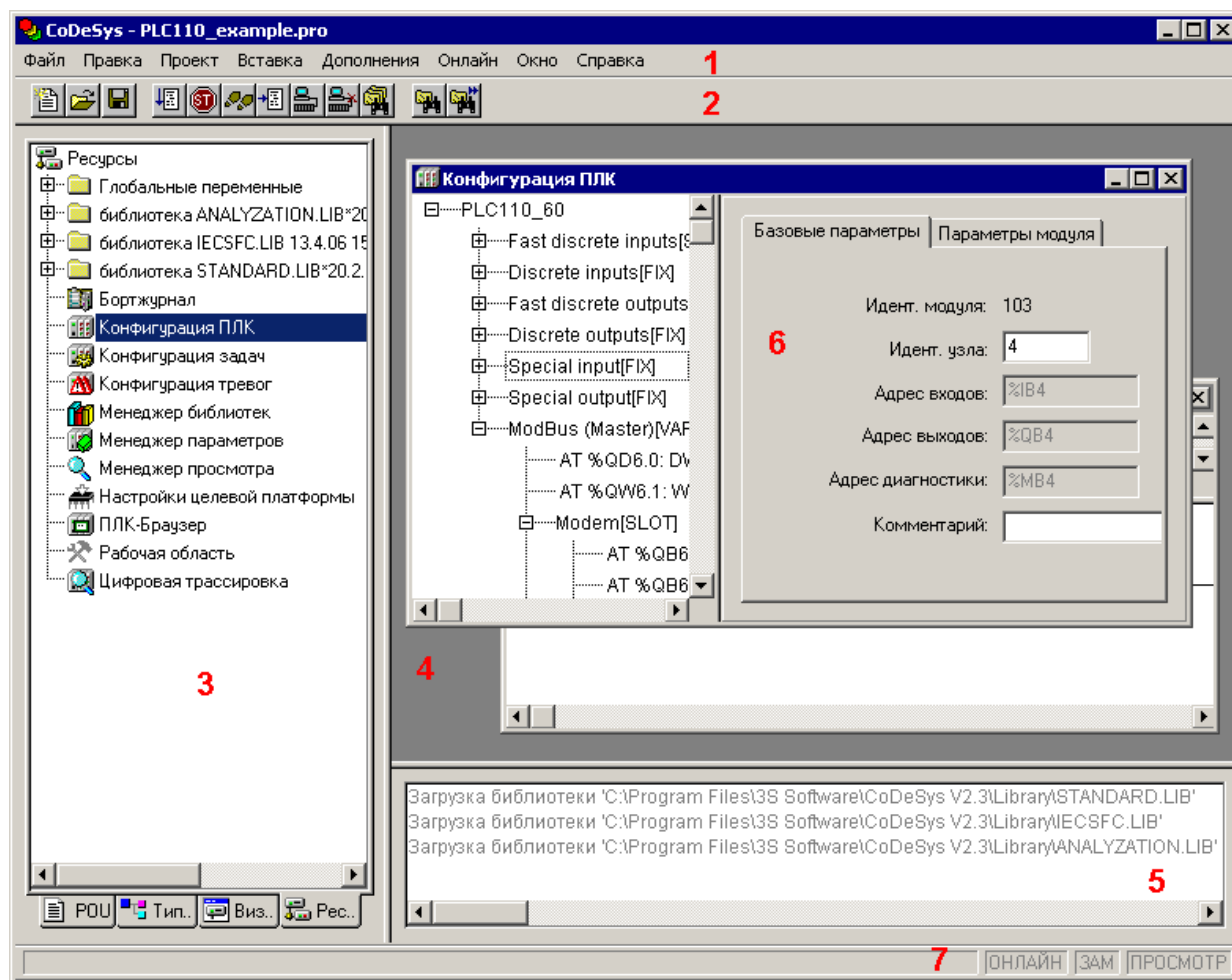 CoDeSys - PLC110_example.pro
Файл Правка Проект Вставка Дополнения Онлайн Окно Справка 1
2
Ресурсы
Глобальные переменные
библиотека ANALYZATION.LIB*20
библиотека IECSFC.LIB 13.4.06 15
библиотека STANDARD.LIB*20.2.
Бортжурнал
Конфигурация ПЛК
Конфигурация задач
Конфигурация тревог
Менеджер библиотек
Менеджер параметров
Менеджер просмотра
Настройки целевой платформы
ПЛК-Браузер
Рабочая область
Цифровая трассировка
3
POU Тип.. Виз.. Рес..
Конфигурация ПЛК
PLC110_60
Fast discrete inputs[S
Discrete inputs[FIX]
Fast discrete outputs
Discrete outputs[FIX]
Special input[FIX]
Special output[FIX]
ModBus (Master)[VAR
AT %QD6.0: DW
AT %QW6.1: W
Modem[SLOT]
AT %QB6
AT %QB6
Базовые параметры Параметры модуля
Идент. модуля: 103
6
Идент. узла: 4
Адрес входов: %IB4
Адрес выходов: %QB4
Адрес диагностики: %MB4
Комментарий:
4
Загрузка библиотеки 'C:\Program Files\3S Software\CoDeSys V2.3\Library\STANDARD.LIB'
Загрузка библиотеки 'C:\Program Files\3S Software\CoDeSys V2.3\Library\IECSFC.LIB'
Загрузка библиотеки 'C:\Program Files\3S Software\CoDeSys V2.3\Library\ANALYZATION.LIB'
5
7 ОНЛАЙН ЗАМ ПРОСМОТР